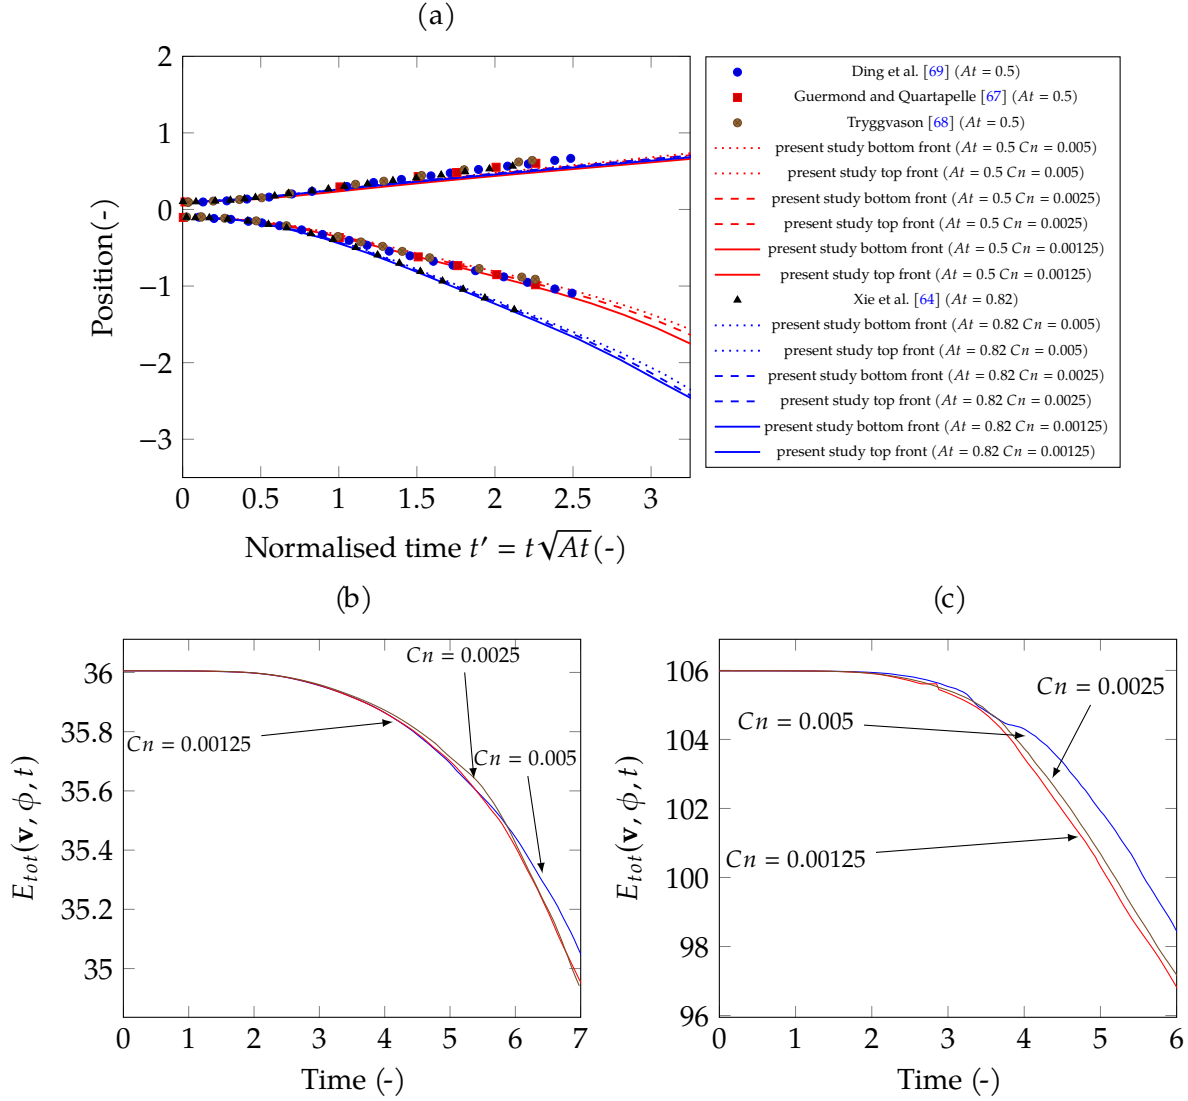 (a)
2
1
0
−1
−2
−3
Position(-)
0 0.5 1 1.5 2 2.5 3
Normalised time t′ = t√At(-)
Ding et al. [69] (At = 0.5)
Guermond and Quartapelle [67] (At = 0.5)
Tryggvason [68] (At = 0.5)
present study bottom front (At = 0.5 Cn = 0.005)
present study top front (At = 0.5 Cn = 0.005)
present study bottom front (At = 0.5 Cn = 0.0025)
present study top front (At = 0.5 Cn = 0.0025)
present study bottom front (At = 0.5 Cn = 0.00125)
present study top front (At = 0.5 Cn = 0.00125)
Xie et al. [64] (At = 0.82)
present study bottom front (At = 0.82 Cn = 0.005)
present study top front (At = 0.82 Cn = 0.005)
present study bottom front (At = 0.82 Cn = 0.0025)
present study top front (At = 0.82 Cn = 0.0025)
present study bottom front (At = 0.82 Cn = 0.00125)
present study top front (At = 0.82 Cn = 0.00125)
(b)
36
35.8
35.6
35.4
35.2
35
E_tot(v, ϕ, t)
Cn = 0.0025
Cn = 0.00125
Cn = 0.005
0 1 2 3 4 5 6 7
Time (-)
(c)
106
104
102
100
98
96
E_tot(v, ϕ, t)
Cn = 0.0025
Cn = 0.005
Cn = 0.00125
0 1 2 3 4 5 6
Time (-)